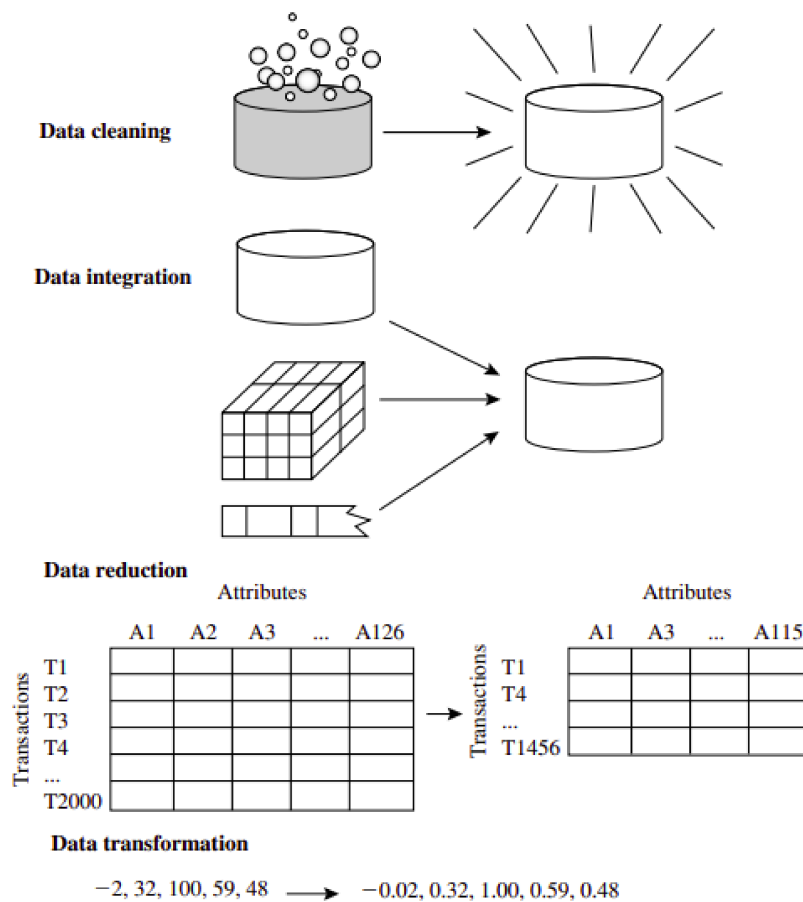 Data cleaning
Data integration
Data reduction
Attributes
A1 A2 A3 ... A126
Transactions
T1
T2
T3
T4
...
T2000
Attributes
A1 A3 ... A115
Transactions
T1
T4
...
T1456
Data transformation
−2, 32, 100, 59, 48 −0.02, 0.32, 1.00, 0.59, 0.48